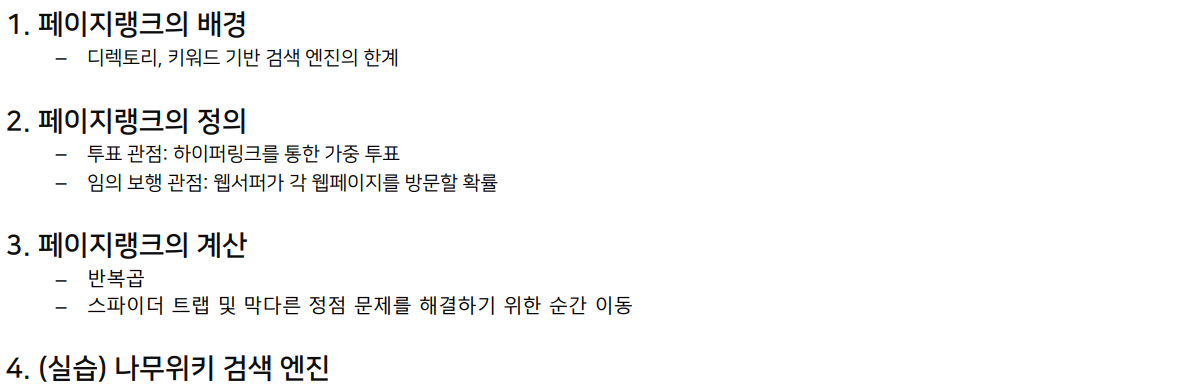 1. 페이지랭크의 배경
– 디렉토리, 키워드 기반 검색 엔진의 한계
2. 페이지랭크의 정의
– 투표 관점: 하이퍼링크를 통한 가중 투표
– 임의 보행 관점: 웹서퍼가 각 웹페이지를 방문할 확률
3. 페이지랭크의 계산
– 반복곱
– 스파이더 트랩 및 막다른 정점 문제를 해결하기 위한 순간 이동
4. (실습) 나무위키 검색 엔진